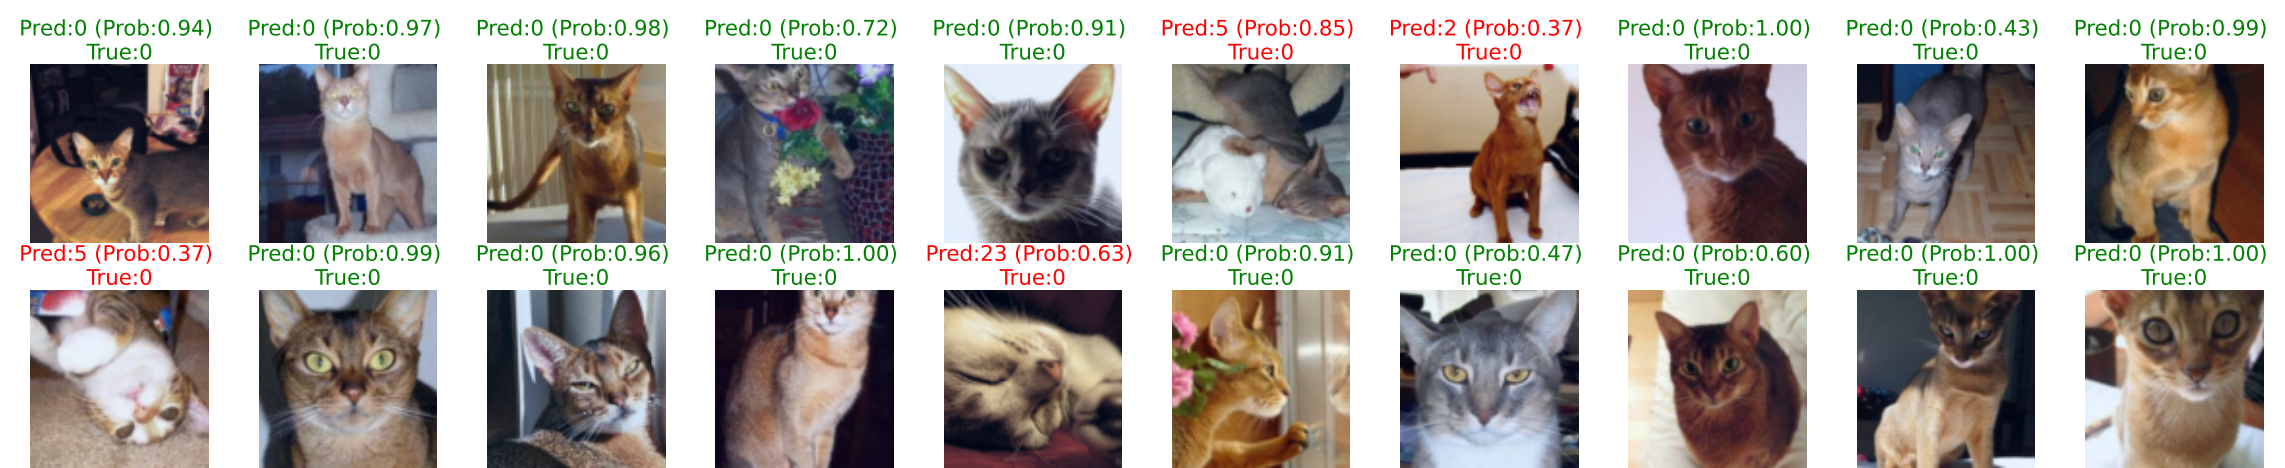 Pred:0 (Prob:0.94) Pred:0 (Prob:0.97) Pred:0 (Prob:0.98) Pred:0 (Prob:0.72) Pred:0 (Prob:0.91) Pred:5 (Prob:0.85) Pred:2 (Prob:0.37) Pred:0 (Prob:1.00) Pred:0 (Prob:0.43) Pred:0 (Prob:0.99)
True:0 True:0 True:0 True:0 True:0 True:0 True:0 True:0 True:0 True:0
Pred:5 (Prob:0.37) Pred:0 (Prob:0.99) Pred:0 (Prob:0.96) Pred:0 (Prob:1.00) Pred:23 (Prob:0.63) Pred:0 (Prob:0.91) Pred:0 (Prob:0.47) Pred:0 (Prob:0.60) Pred:0 (Prob:1.00) Pred:0 (Prob:1.00)
True:0 True:0 True:0 True:0 True:0 True:0 True:0 True:0 True:0 True:0